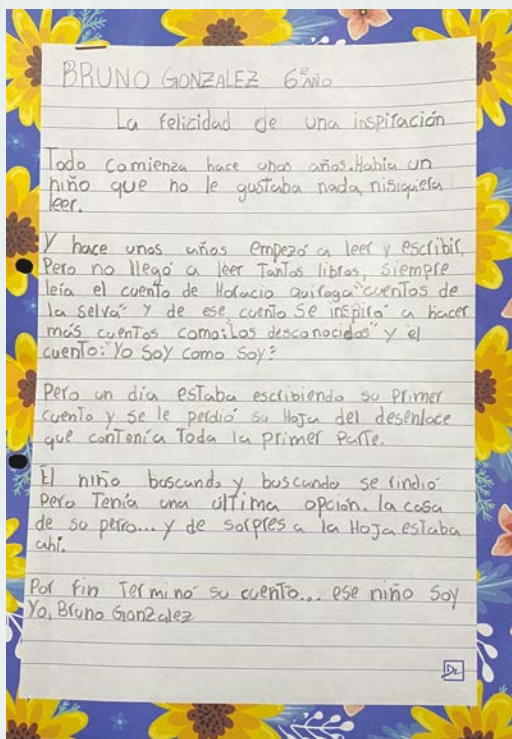 BRUNO GONZALEZ 6º AÑO
La felicidad de una inspiración
Todo comienza hace unos años. Habia un
niño que no le gustaba nada, nisiquiera
leer.
Y hace unos años empezó a leer y escribir,
Pero no llegó a leer Tantos libros, siempre
leía el cuento de Horacio quiroga "cuentos de
la selva" y de ese cuento se inspiró a hacer
más cuentos como: "Los desconocidos" y el
cuento: "Yo Soy como Soy".
Pero un día estaba escribiendo su Primer
cuento y se le perdió su Hoja del desenlace
que contenía Toda la primer Parte.
El niño buscando y buscando se rindió
Pero Tenía una última opción. la casa
de su perro... y de sorpres a la Hoja estaba
ahí.
Por fin Terminó su cuento... ese niño Soy
Yo, Bruno Gonzalez